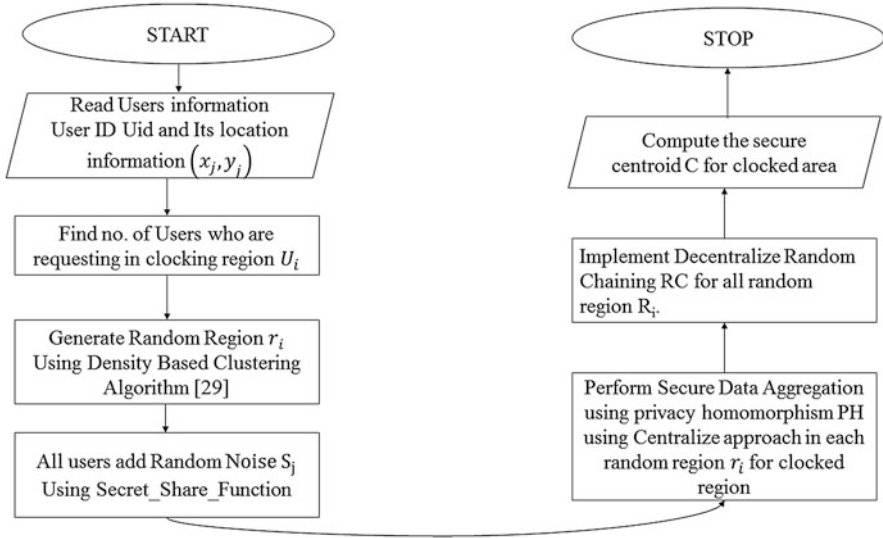 START
Read Users information
User ID Uid and Its location
information (x_j, y_j)
Find no. of Users who are
requesting in clocking region U_i
Generate Random Region r_i
Using Density Based Clustering
Algorithm [29]
All users add Random Noise S_j
Using Secret_Share_Function
Perform Secure Data Aggregation
using privacy homomorphism PH
using Centralize approach in each
random region r_i for clocked
region
Implement Decentralize Random
Chaining RC for all random
region R_i.
Compute the secure
centroid C for clocked area
STOP